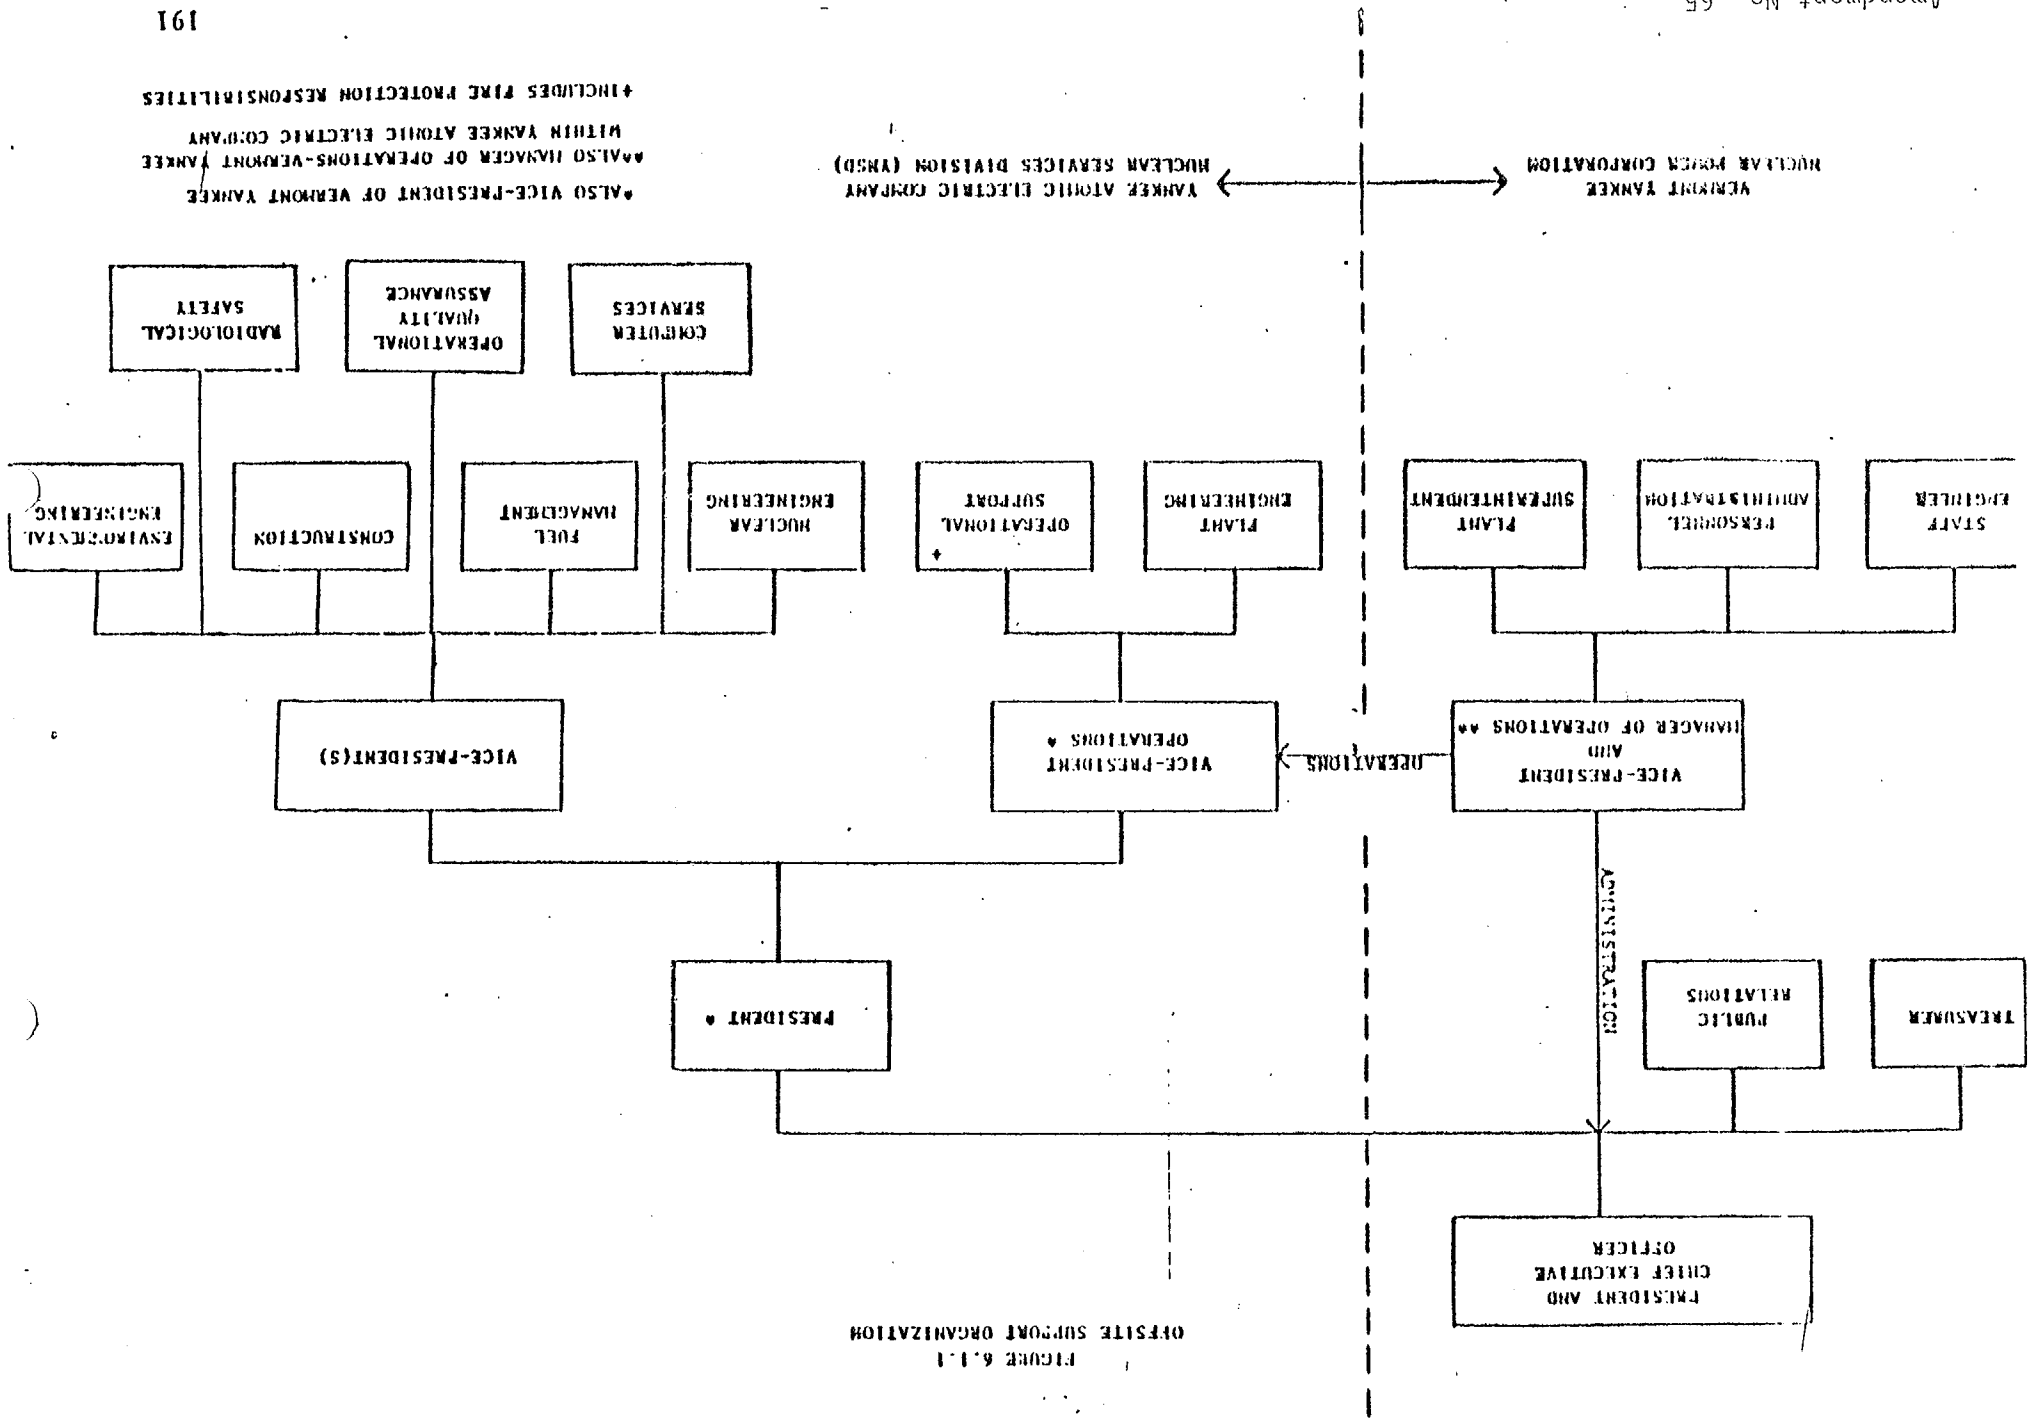 FIGURE 6.1.1
OFFSITE SUPPORT ORGANIZATION
PRESIDENT AND
CHIEF EXECUTIVE
OFFICER
TREASURER
PUBLIC
RELATIONS
ADMINISTRATION
PRESIDENT *
VICE-PRESIDENT
AND
MANAGER OF OPERATIONS **
OPERATIONS
VICE-PRESIDENT
OPERATIONS *
VICE-PRESIDENT(S)
STAFF
ENGINEER
PERSONNEL
ADMINISTRATION
PLANT
SUPERINTENDENT
PLANT
ENGINEERING
+
OPERATIONAL
SUPPORT
NUCLEAR
ENGINEERING
FUEL
MANAGEMENT
CONSTRUCTION
ENVIRONMENTAL
ENGINEERING
COMPUTER
SERVICES
OPERATIONAL
QUALITY
ASSURANCE
RADIOLOGICAL
SAFETY
VERMONT YANKEE
NUCLEAR POWER CORPORATION
YANKEE ATOMIC ELECTRIC COMPANY
NUCLEAR SERVICES DIVISION (YNSD)
*ALSO VICE-PRESIDENT OF VERMONT YANKEE
**ALSO MANAGER OF OPERATIONS-VERMONT YANKEE
WITHIN YANKEE ATOMIC ELECTRIC COMPANY
+INCLUDES FIRE PROTECTION RESPONSIBILITIES
Amendment No. 65
191